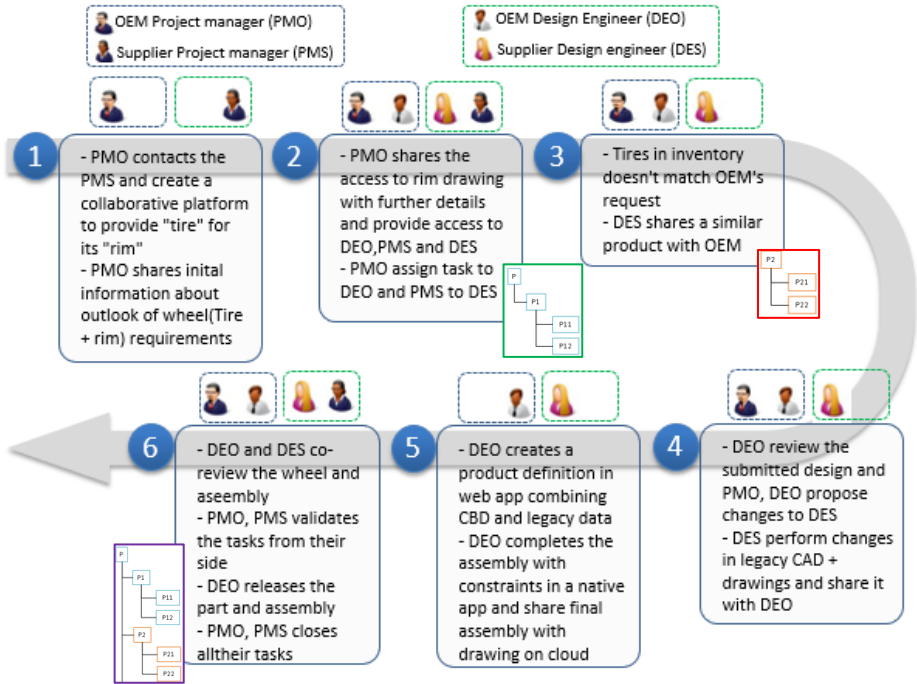 OEM Project manager (PMO)
Supplier Project manager (PMS)
OEM Design Engineer (DEO)
Supplier Design engineer (DES)
1
- PMO contacts the
PMS and create a
collaborative platform
to provide "tire" for
its "rim"
- PMO shares inital
information about
outlook of wheel(Tire
+ rim) requirements
2
- PMO shares the
access to rim drawing
with further details
and provide access to
DEO,PMS and DES
- PMO assign task to
DEO and PMS to DES
P
P1
P11
P12
3
- Tires in inventory
doesn't match OEM's
request
- DES shares a similar
product with OEM
P2
P21
P22
4
- DEO review the
submitted design and
PMO, DEO propose
changes to DES
- DES perform changes
in legacy CAD +
drawings and share it
with DEO
5
- DEO creates a
product definition in
web app combining
CBD and legacy data
- DEO completes the
assembly with
constraints in a native
app and share final
assembly with
drawing on cloud
6
- DEO and DES co-
review the wheel and
aseembly
- PMO, PMS validates
the tasks from their
side
- DEO releases the
part and assembly
- PMO, PMS closes
alltheir tasks
P
P1
P11
P12
P2
P21
P22